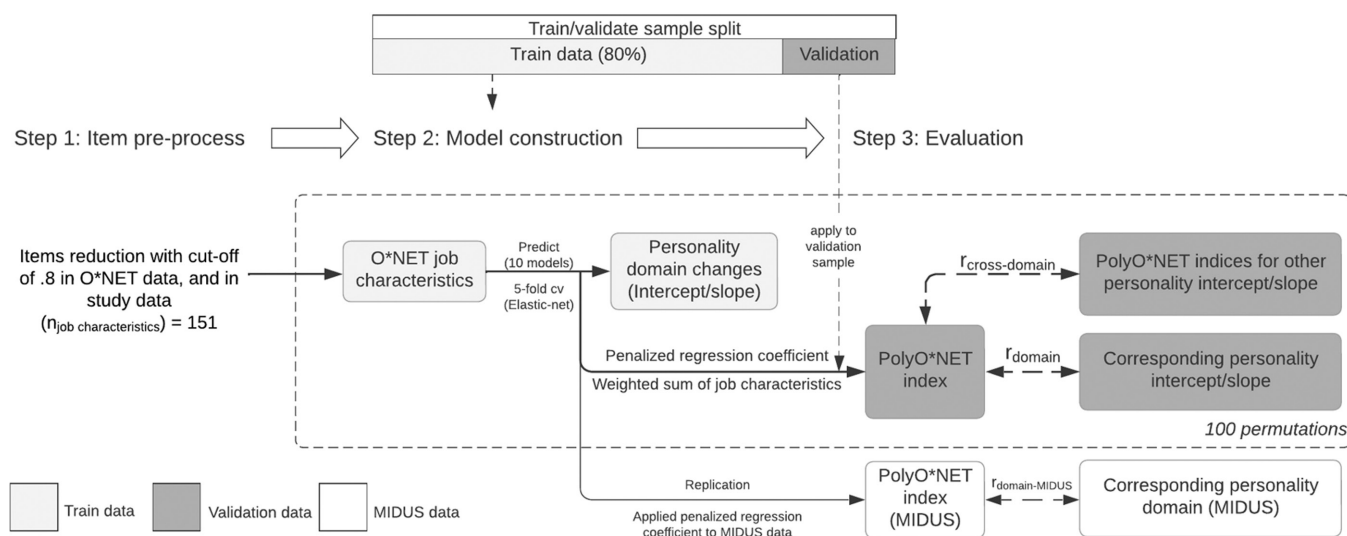 Train/validate sample split
Train data (80%)
Validation
Step 1: Item pre-process
Step 2: Model construction
Step 3: Evaluation
Items reduction with cut-off
of .8 in O*NET data, and in
study data
(njob characteristics) = 151
O*NET job
characteristics
Predict
(10 models)
5-fold cv
(Elastic-net)
Personality
domain changes
(Intercept/slope)
apply to
validation
sample
rcross-domain
PolyO*NET indices for other
personality intercept/slope
Penalized regression coefficient
Weighted sum of job characteristics
PolyO*NET
index
rdomain
Corresponding personality
intercept/slope
100 permutations
Replication
Applied penalized regression
coefficient to MIDUS data
PolyO*NET
index
(MIDUS)
rdomain-MIDUS
Corresponding personality
domain (MIDUS)
Train data
Validation data
MIDUS data